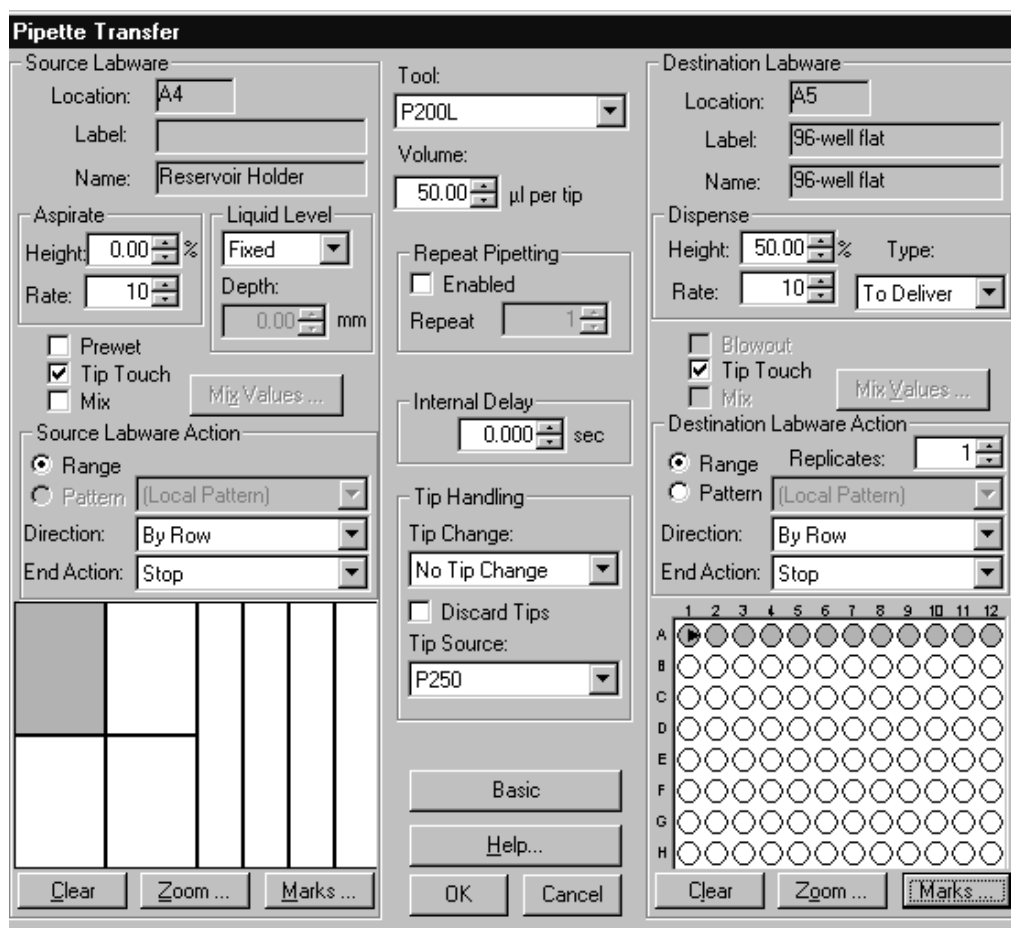 Pipette Transfer
Source Labware
Location: A4
Label:
Name: Reservoir Holder
Aspirate
Height: 0.00 %
Rate: 10
Liquid Level
Fixed
Depth:
0.00 mm
Prewet
Tip Touch
Mix
Mix Values ...
Source Labware Action
Range
Pattern (Local Pattern)
Direction: By Row
End Action: Stop
Clear Zoom ... Marks ...
Tool:
P200L
Volume:
50.00 µl per tip
Repeat Pipetting
Enabled
Repeat 1
Internal Delay
0.000 sec
Tip Handling
Tip Change:
No Tip Change
Discard Tips
Tip Source:
P250
Basic
Help...
OK Cancel
Destination Labware
Location: A5
Label: 96-well flat
Name: 96-well flat
Dispense
Height: 50.00 % Type:
Rate: 10 To Deliver
Blowout
Tip Touch
Mix
Mix Values ...
Destination Labware Action
Range Replicates: 1
Pattern (Local Pattern)
Direction: By Row
End Action: Stop
1 2 3 4 5 6 7 8 9 10 11 12
A
B
C
D
E
F
G
H
Clear Zoom ... Marks ...